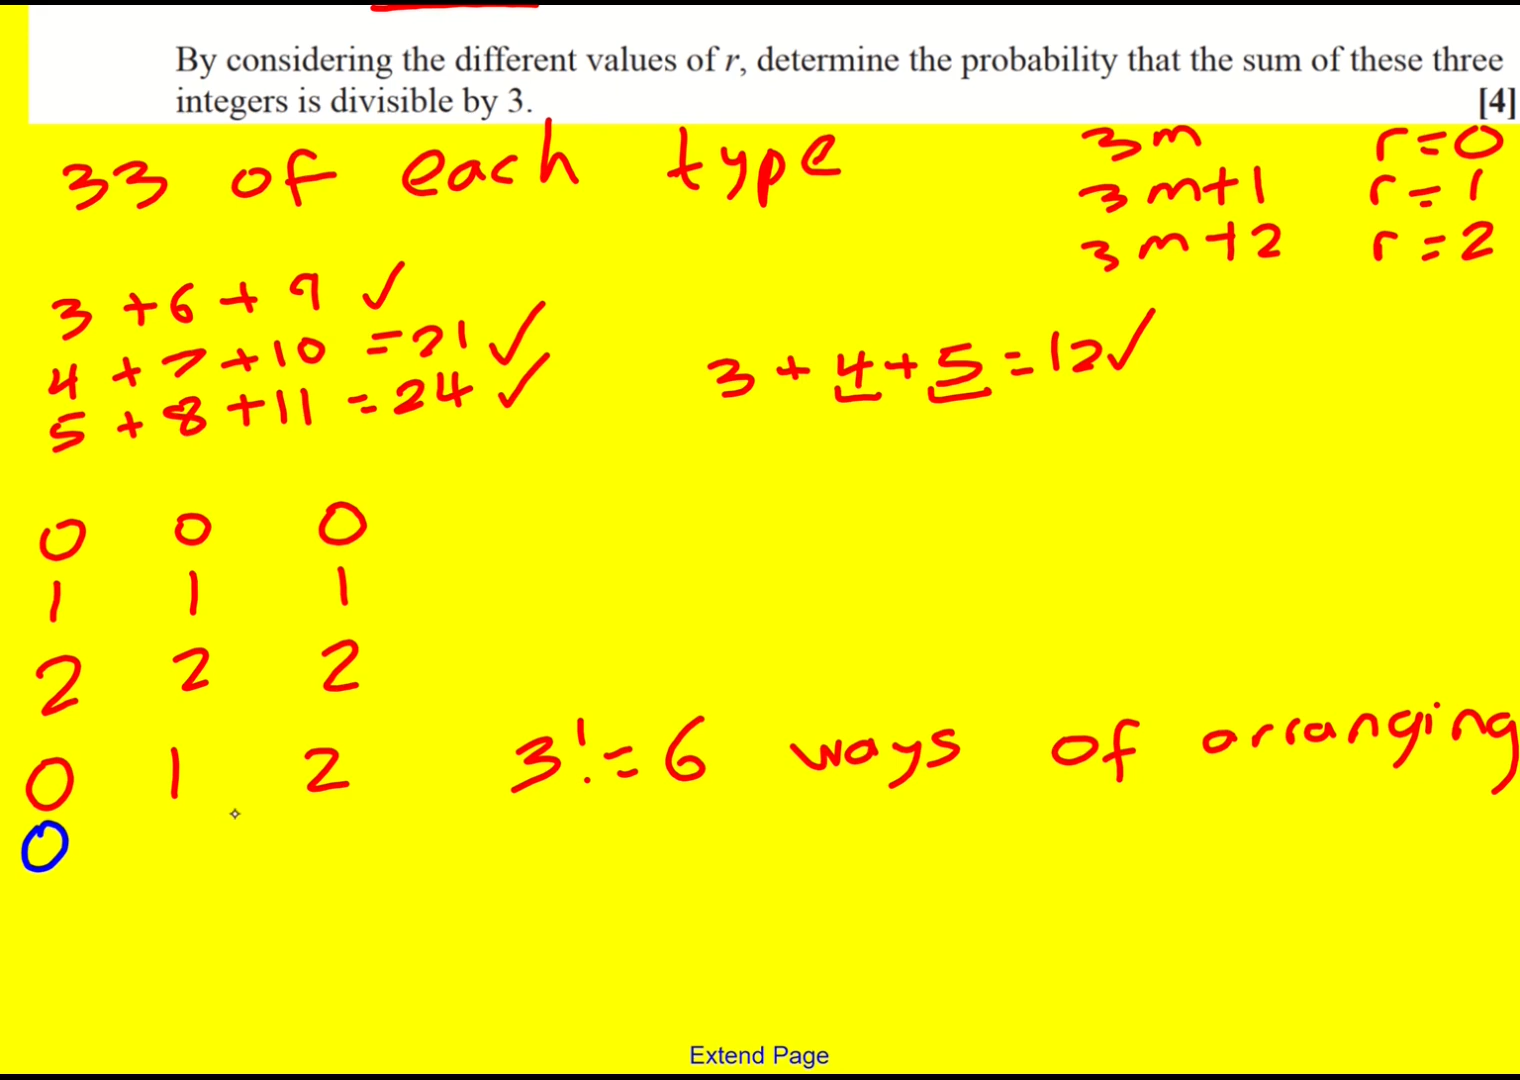 By considering the different values of r, determine the probability that the sum of these three
integers is divisible by 3. [4]
33 of each type
3m r=0
3m+1 r=1
3m+2 r=2
3 + 6 + 9 ✓
4 + 7 + 10 = 21 ✓
5 + 8 + 11 = 24 ✓
3 + 4 + 5 = 12 ✓
0 0 0
1 1 1
2 2 2
0 1 2 3! = 6 ways of arranging
0
Extend Page